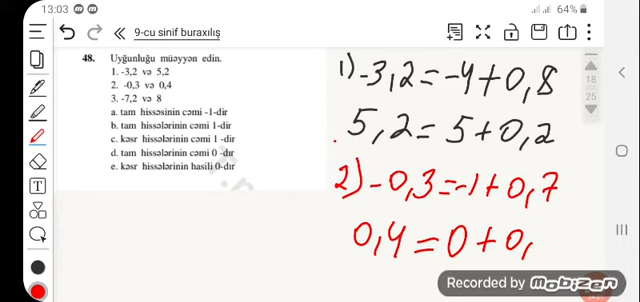 13:03
64%
9-cu sinif buraxılış
48. Uyğunluğu müəyyən edin.
1. -3,2 və 5,2
2. -0,3 və 0,4
3. -7,2 və 8
a. tam hissəsinin cəmi -1-dir
b. tam hissələrinin cəmi 1-dir
c. kəsr hissələrinin cəmi 1 -dir
d. tam hissələrinin cəmi 0 -dır
e. kəsr hissələrinin hasili 0-dır
1) -3,2=-4+0,8
5,2=5+0,2
2) -0,3=-1+0,7
0,4=0+0,
18
25
T
Recorded by
mobizen